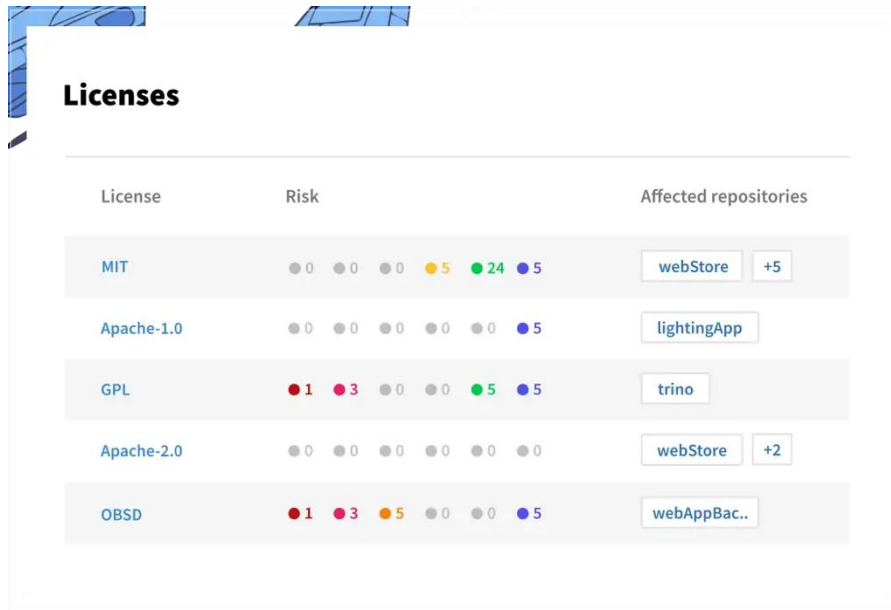 Licenses
License Risk Affected repositories
MIT 0 0 0 5 24 5 webStore +5
Apache-1.0 0 0 0 0 0 5 lightingApp
GPL 1 3 0 0 5 5 trino
Apache-2.0 0 0 0 0 0 0 webStore +2
OBSD 1 3 5 0 0 5 webAppBac..